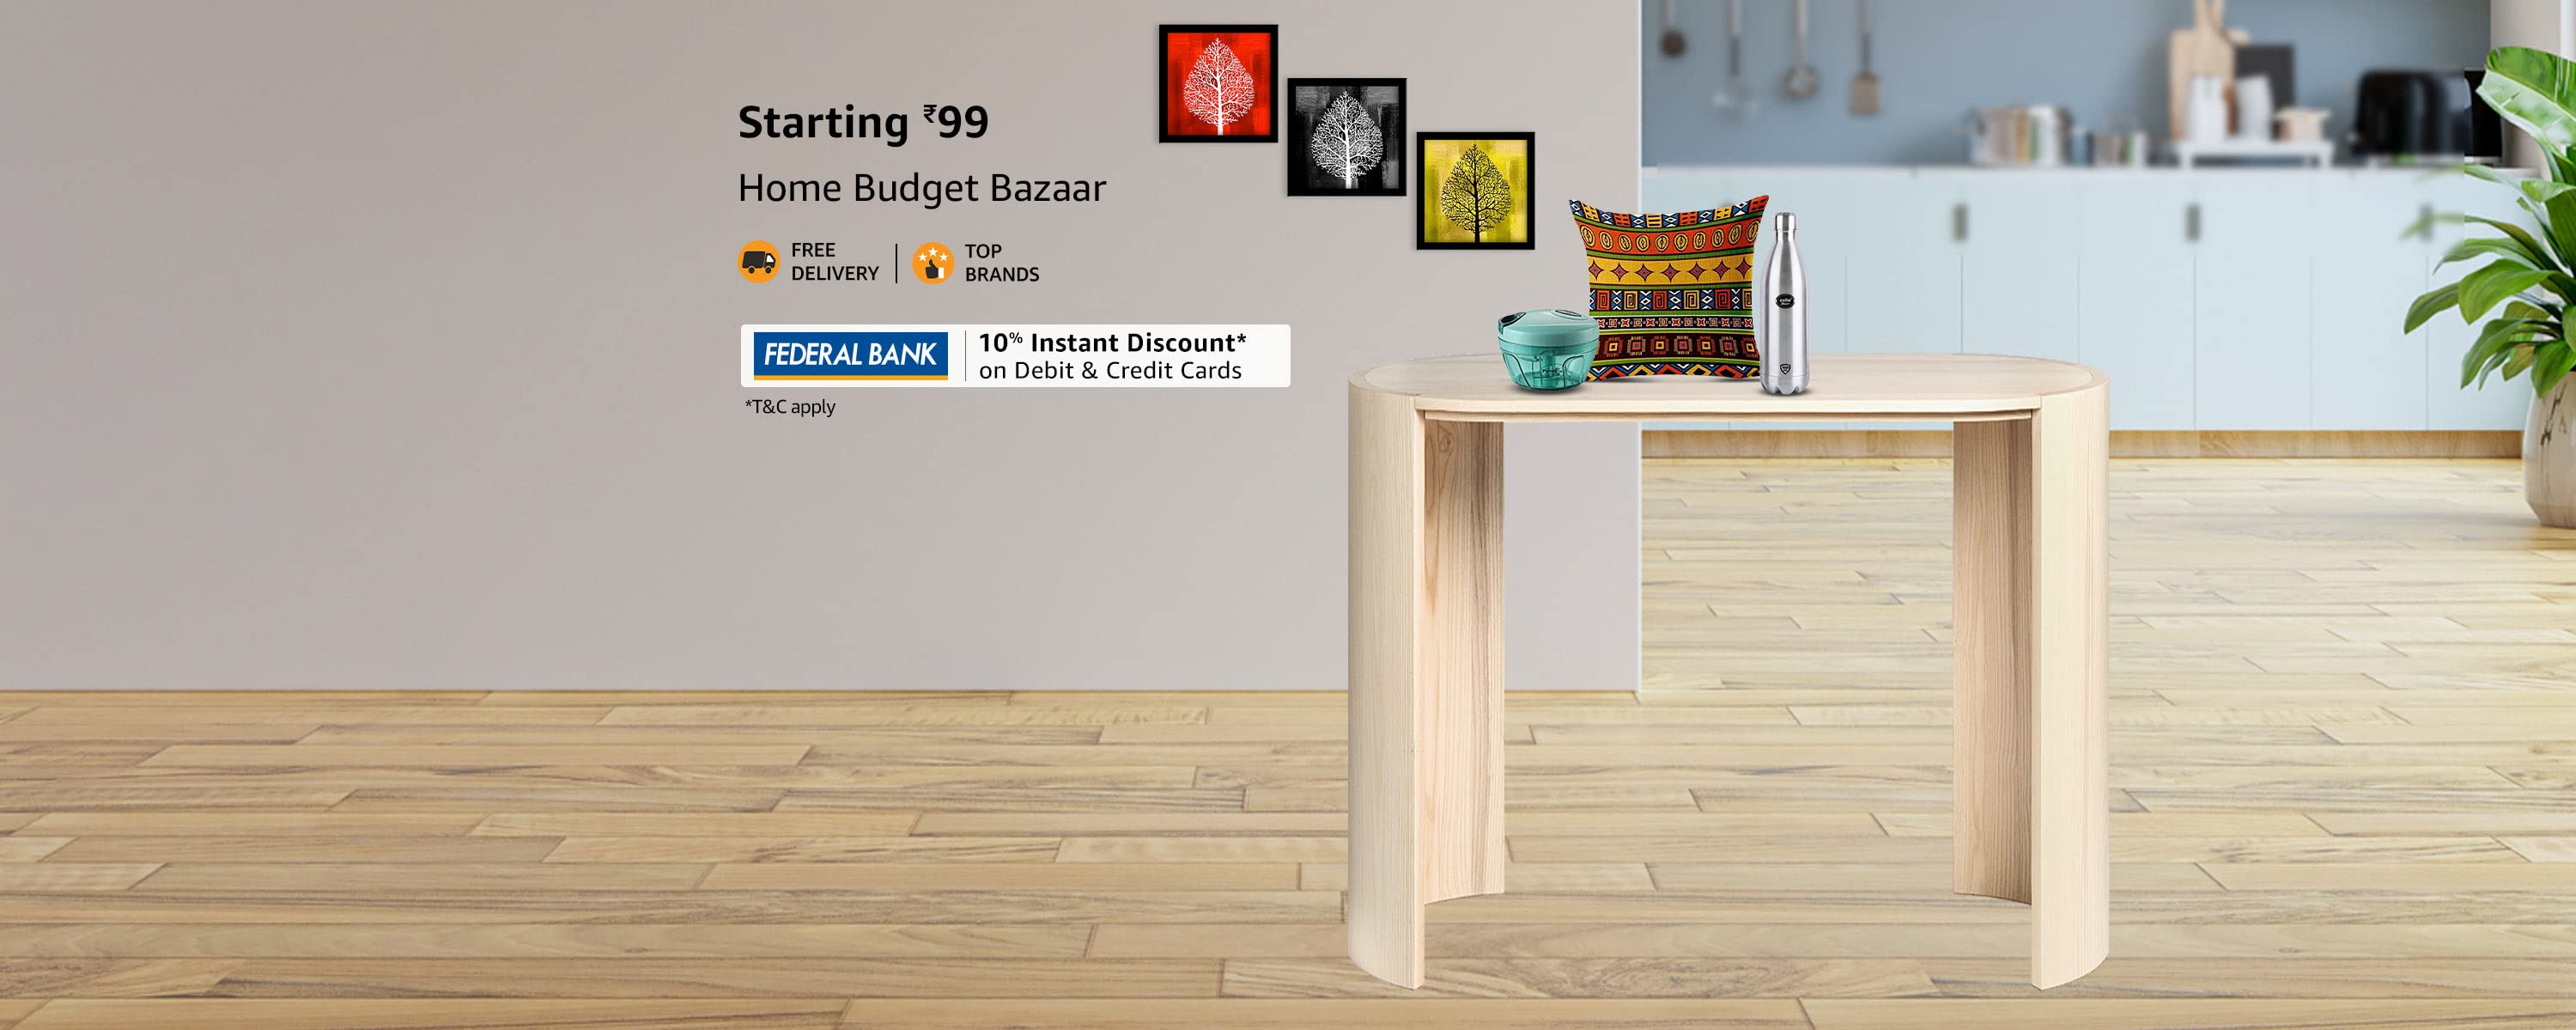 Starting ₹99
Home Budget Bazaar
FREE
DELIVERY
TOP
BRANDS
FEDERAL BANK
10% Instant Discount*
on Debit & Credit Cards
*T&C apply